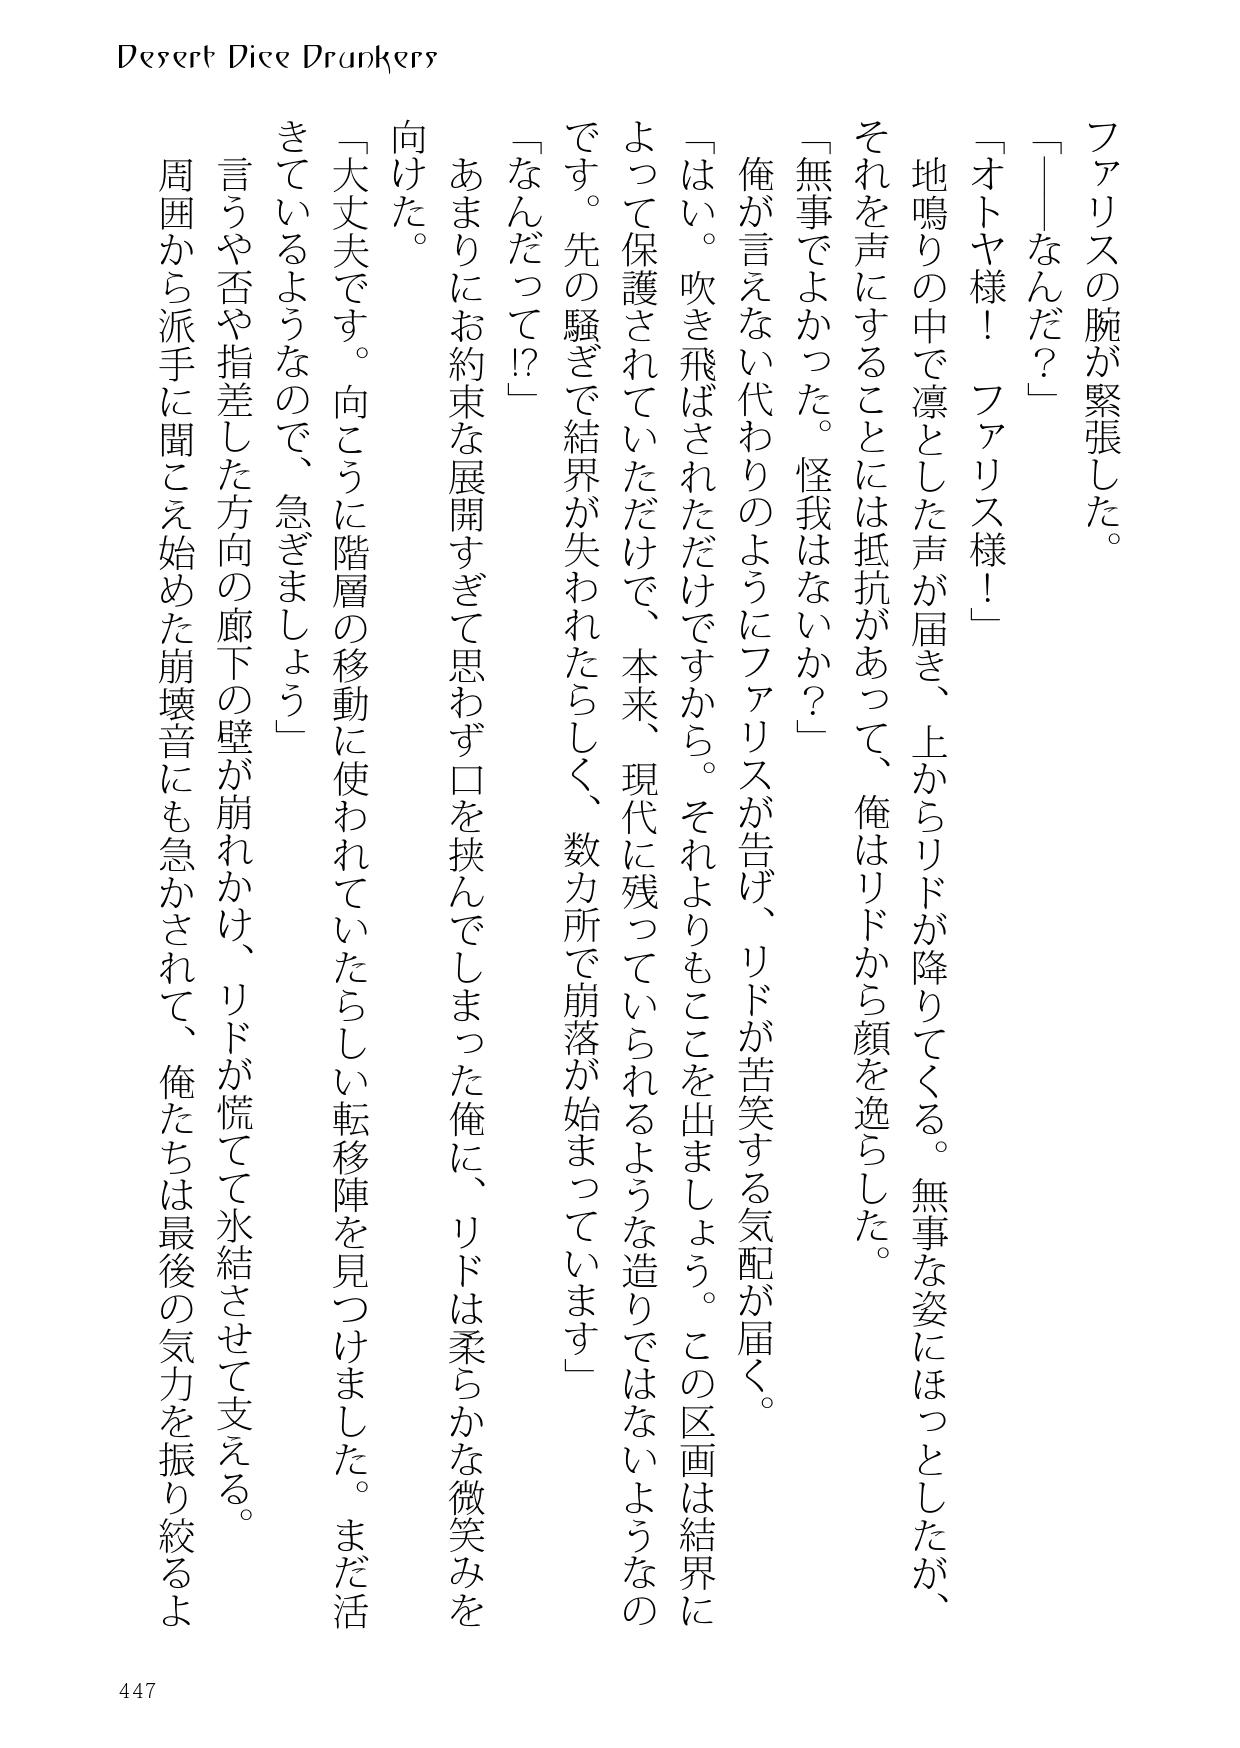 Desert Dice Drunkers
ファリスの腕が緊張した。
「――なんだ？」
「オトヤ様！　ファリス様！」
　地鳴りの中で凛とした声が届き、上からリドが降りてくる。無事な姿にほっとしたが、
それを声にすることには抵抗があって、俺はリドから顔を逸らした。
「無事でよかった。怪我はないか？」
　俺が言えない代わりのようにファリスが告げ、リドが苦笑する気配が届く。
「はい。吹き飛ばされただけですから。それよりもここを出ましょう。この区画は結界に
よって保護されていただけで、本来、現代に残っていられるような造りではないようなの
です。先の騒ぎで結界が失われたらしく、数カ所で崩落が始まっています」
「なんだって!?」
　あまりにお約束な展開すぎて思わず口を挟んでしまった俺に、リドは柔らかな微笑みを
向けた。
「大丈夫です。向こうに階層の移動に使われていたらしい転移陣を見つけました。まだ活
きているようなので、急ぎましょう」
　言うや否や指差した方向の廊下の壁が崩れかけ、リドが慌てて氷結させて支える。
　周囲から派手に聞こえ始めた崩壊音にも急かされて、俺たちは最後の気力を振り絞るよ
447